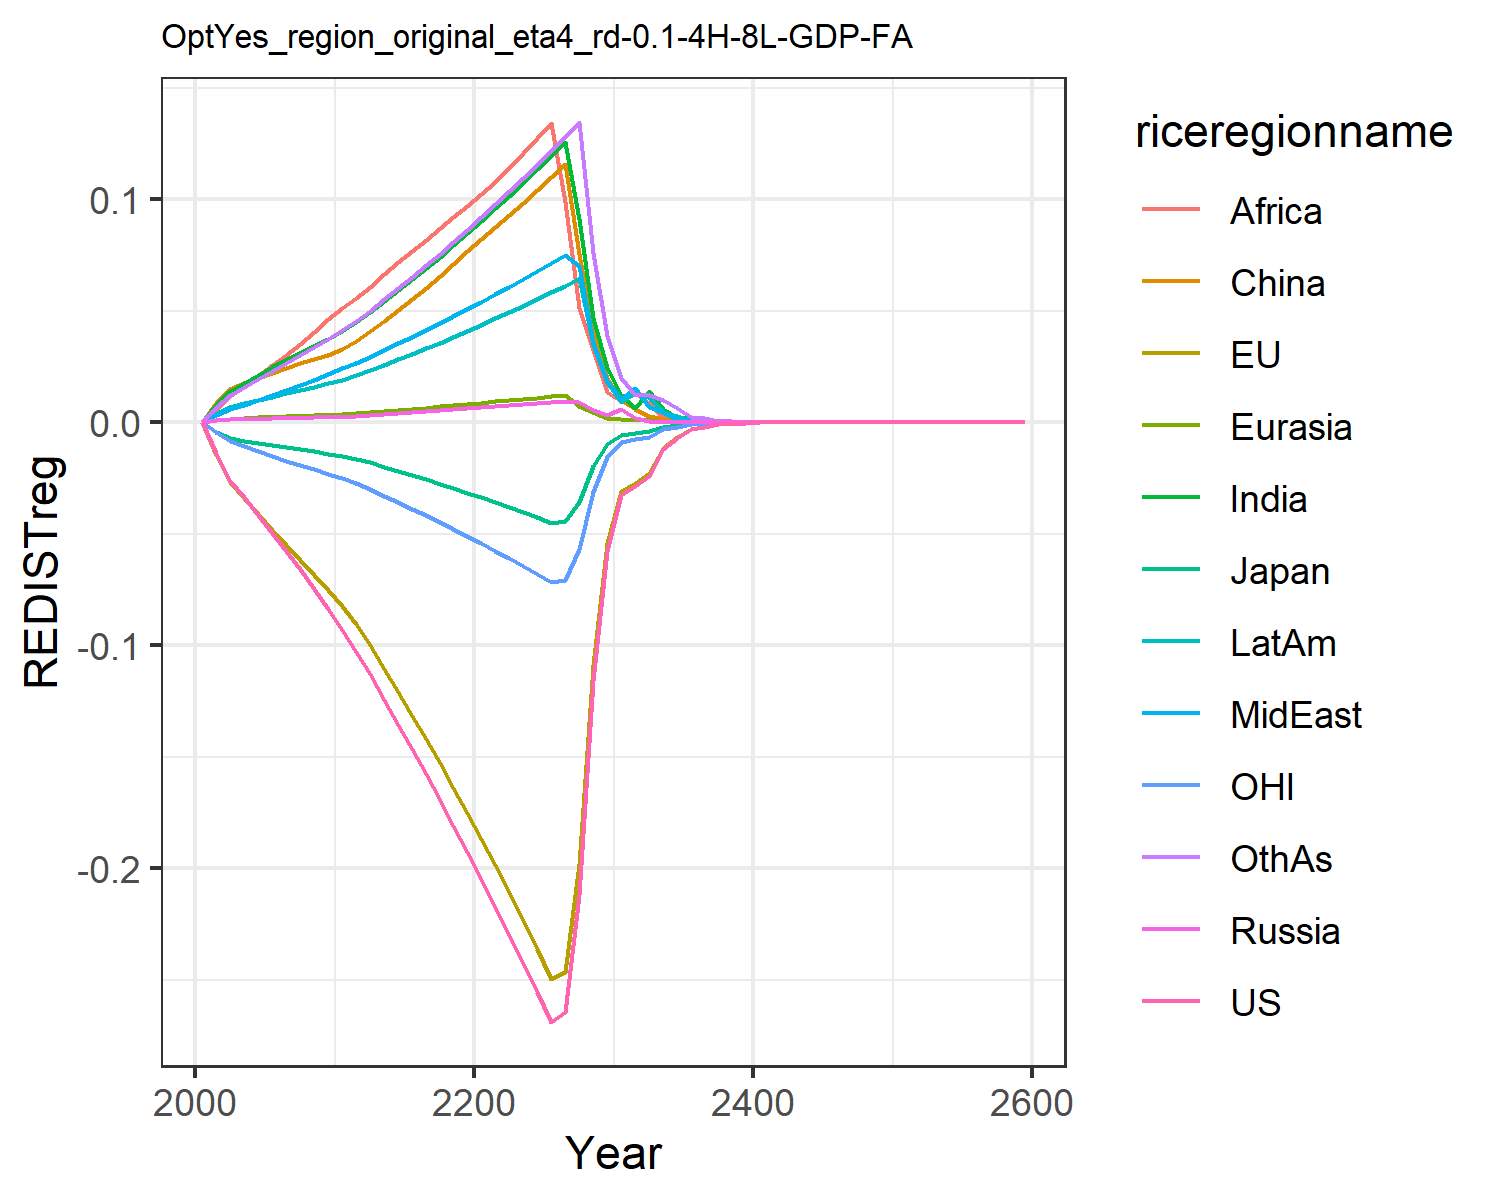 OptYes_region_original_eta4_rd-0.1-4H-8L-GDP-FA
riceregionname
Africa
China
EU
Eurasia
India
Japan
LatAm
MidEast
OHI
OthAs
Russia
US
REDISTreg
0.1
0.0
-0.1
-0.2
2000 2200 2400 2600
Year